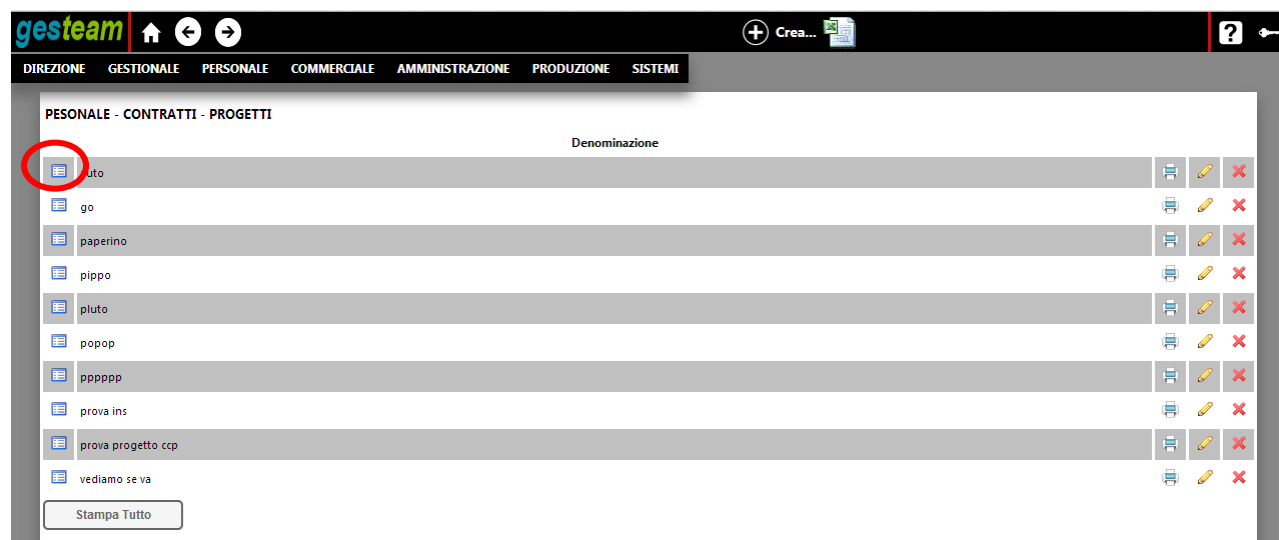 gesteam
Crea...
?
DIREZIONE GESTIONALE PERSONALE COMMERCIALE AMMINISTRAZIONE PRODUZIONE SISTEMI
PESONALE - CONTRATTI - PROGETTI
Denominazione
go
paperino
pippo
pluto
popop
pppppp
prova ins
prova progetto ccp
vediamo se va
Stampa Tutto